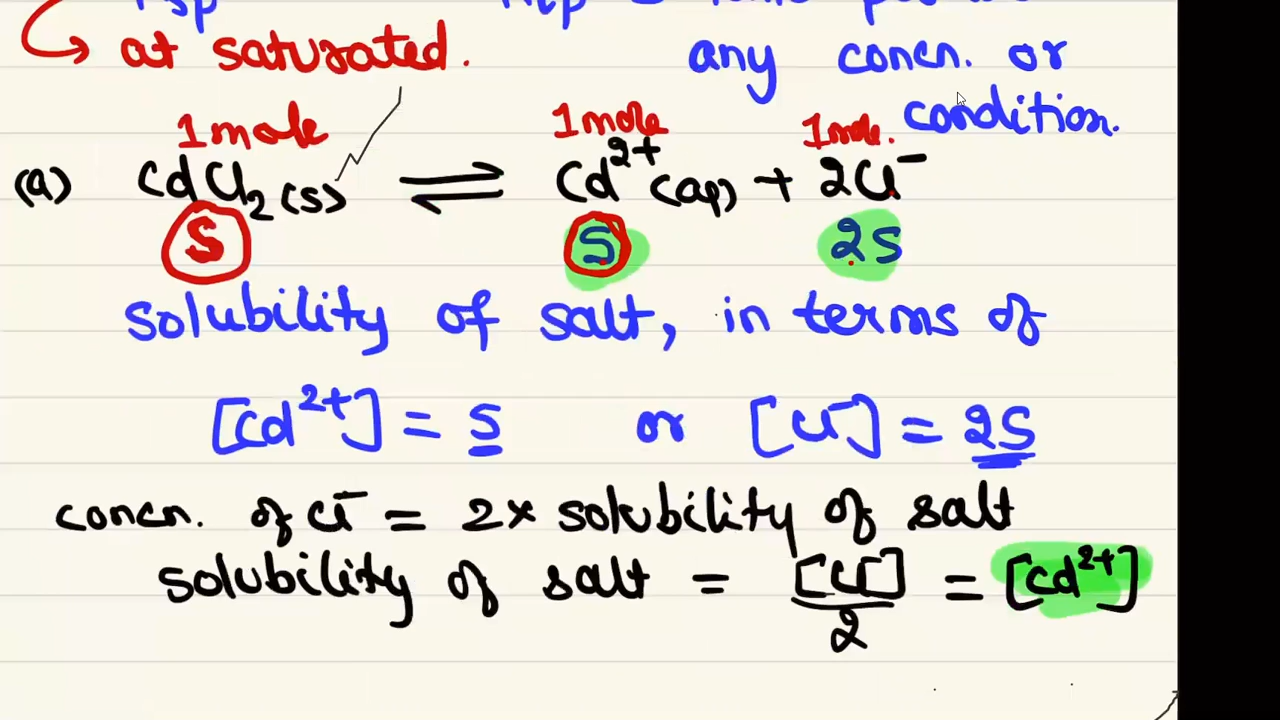 at saturated.
any concn. or
condition.
1 mole 1 mole 1 mole.
(a) CdCl₂(s) ⇌ Cd²⁺(aq) + 2Cl⁻
S S 2S
solubility of salt, in terms of
[Cd²⁺] = S or [Cl⁻] = 2S
concn. of Cl⁻ = 2× solubility of salt
solubility of salt = [Cl⁻]/2 = [Cd²⁺]